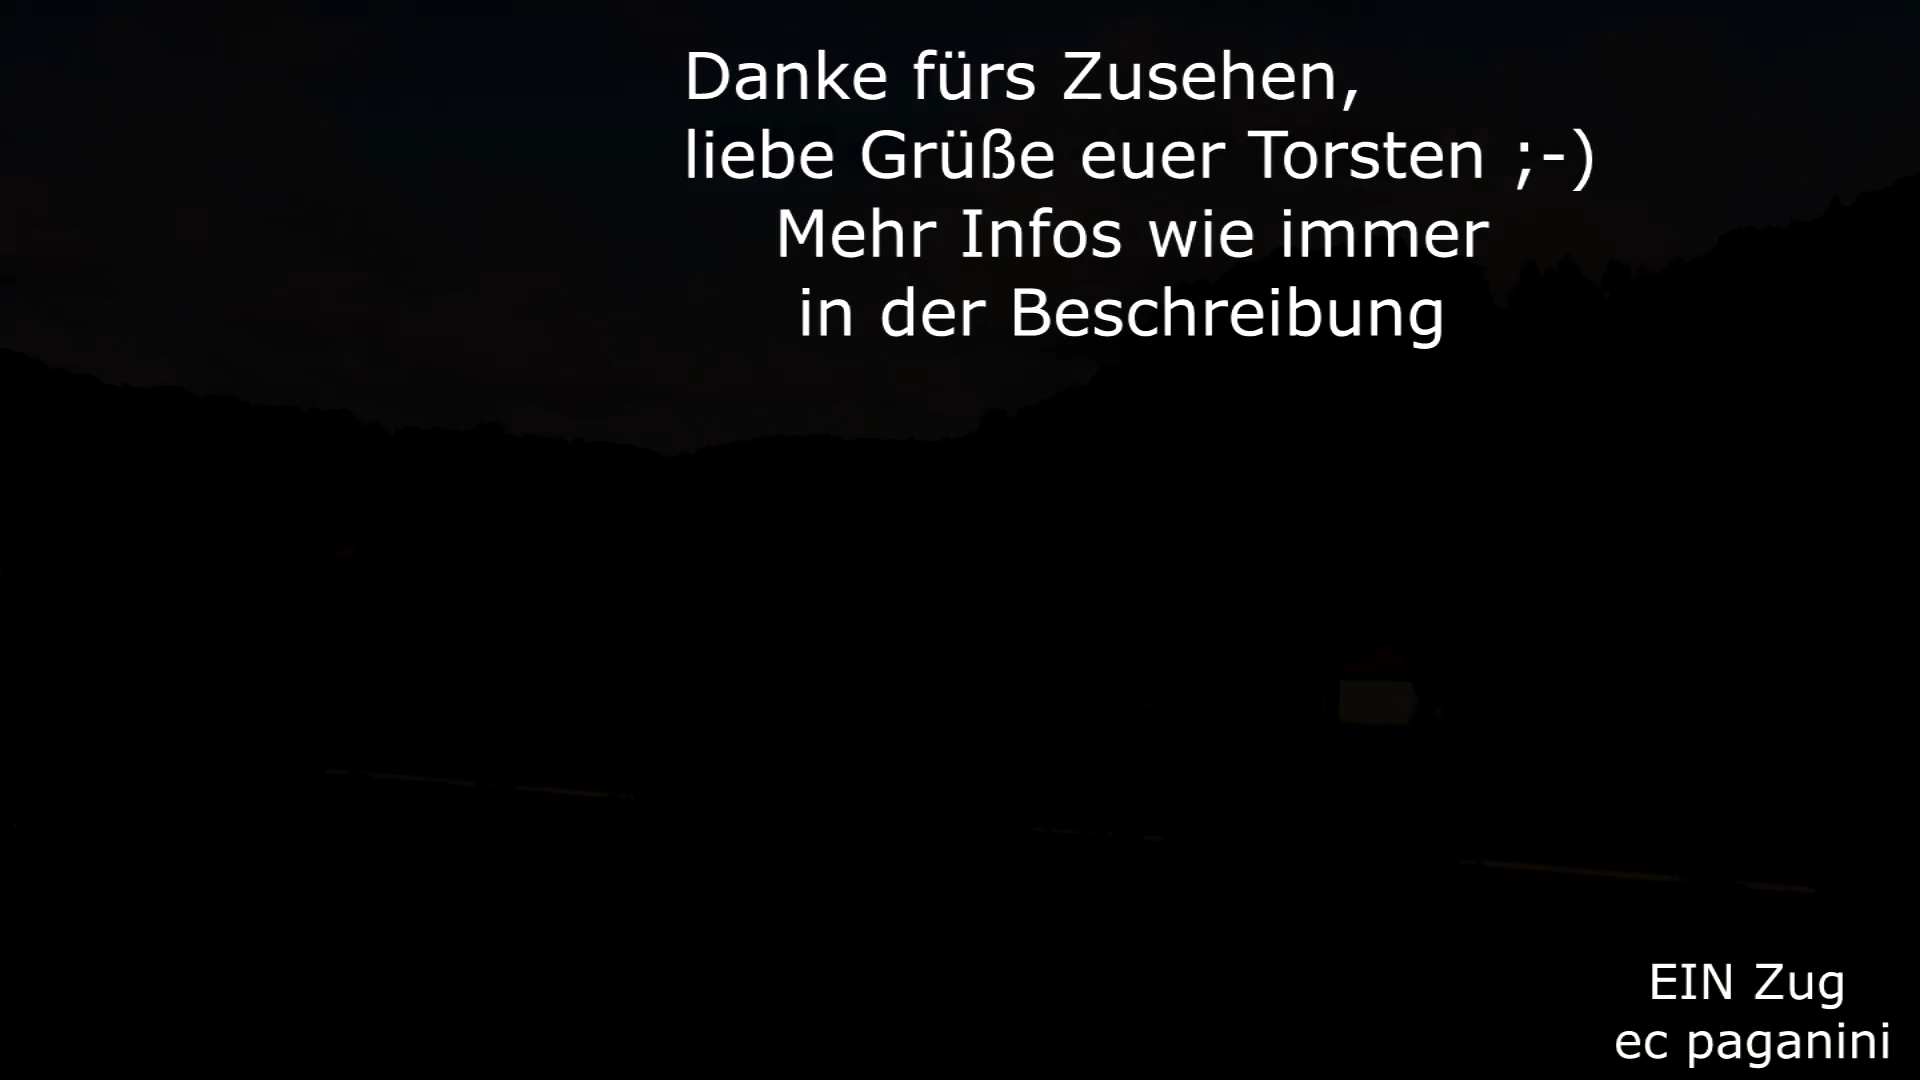 Danke fürs Zusehen,
liebe Grüße euer Torsten ;-)
Mehr Infos wie immer
in der Beschreibung
EIN Zug
ec paganini